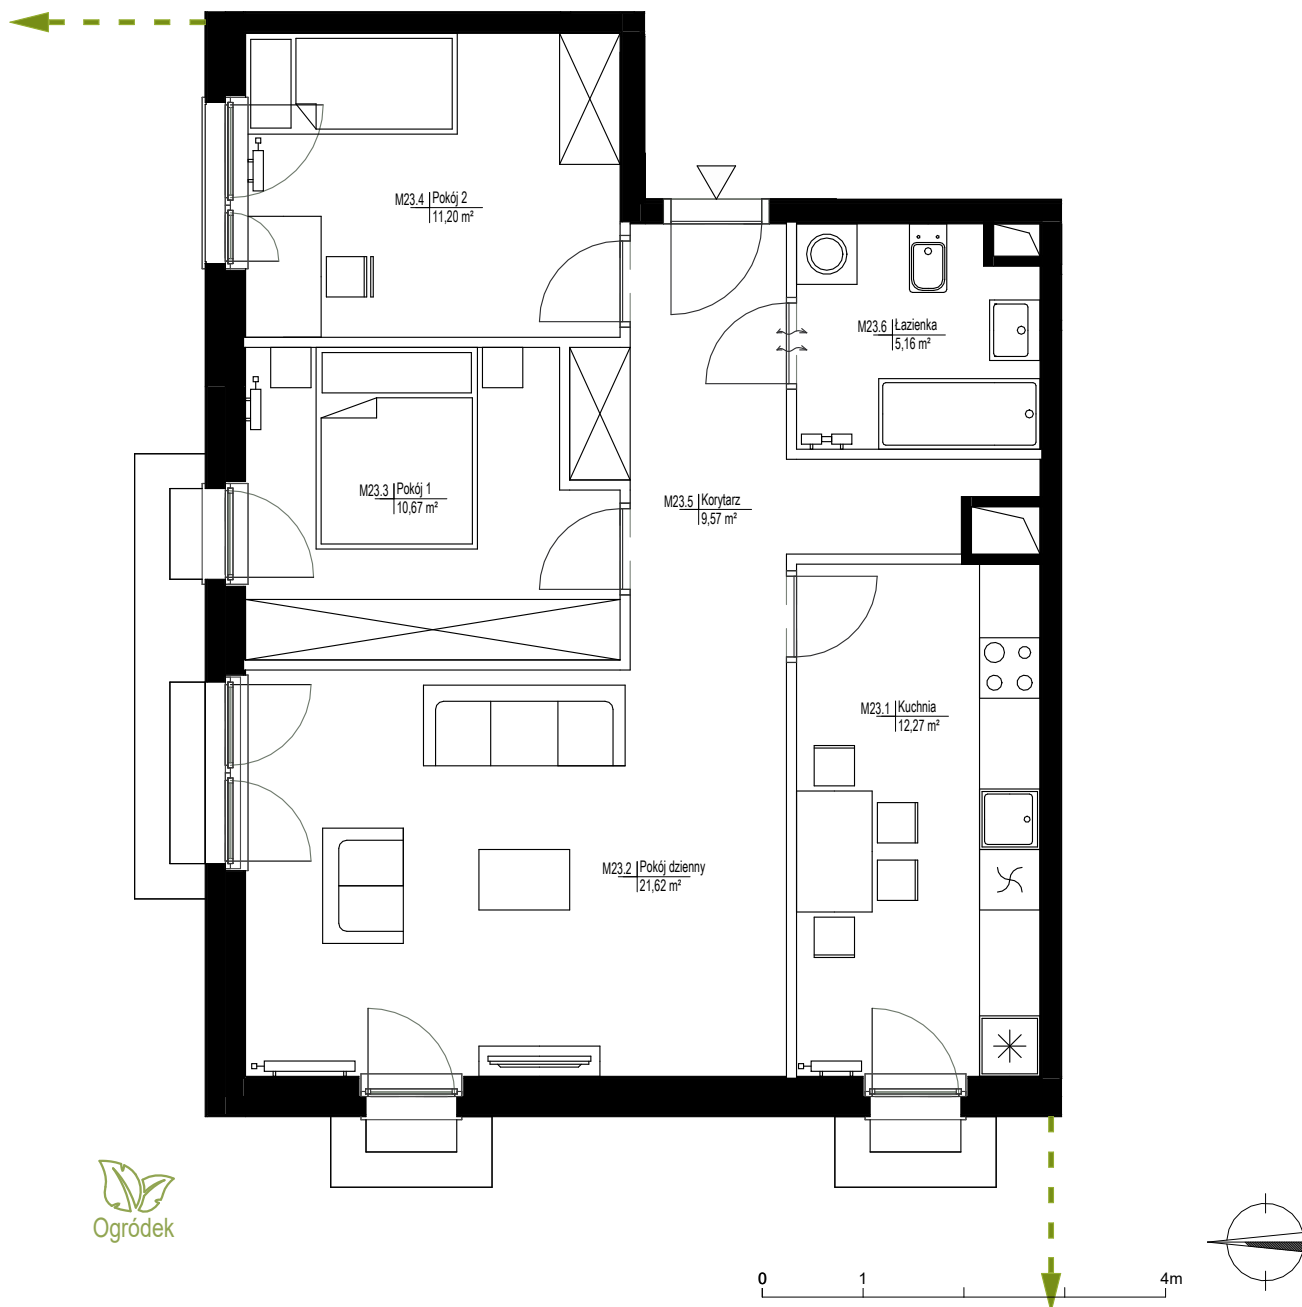 M23.4 Pokój 2
11,20 m²
M23.6 Łazienka
5,16 m²
M23.3 Pokój 1
10,67 m²
M23.5 Korytarz
9,57 m²
M23.1 Kuchnia
12,27 m²
M23.2 Pokój dzienny
21,62 m²
Ogródek
0 1 4m